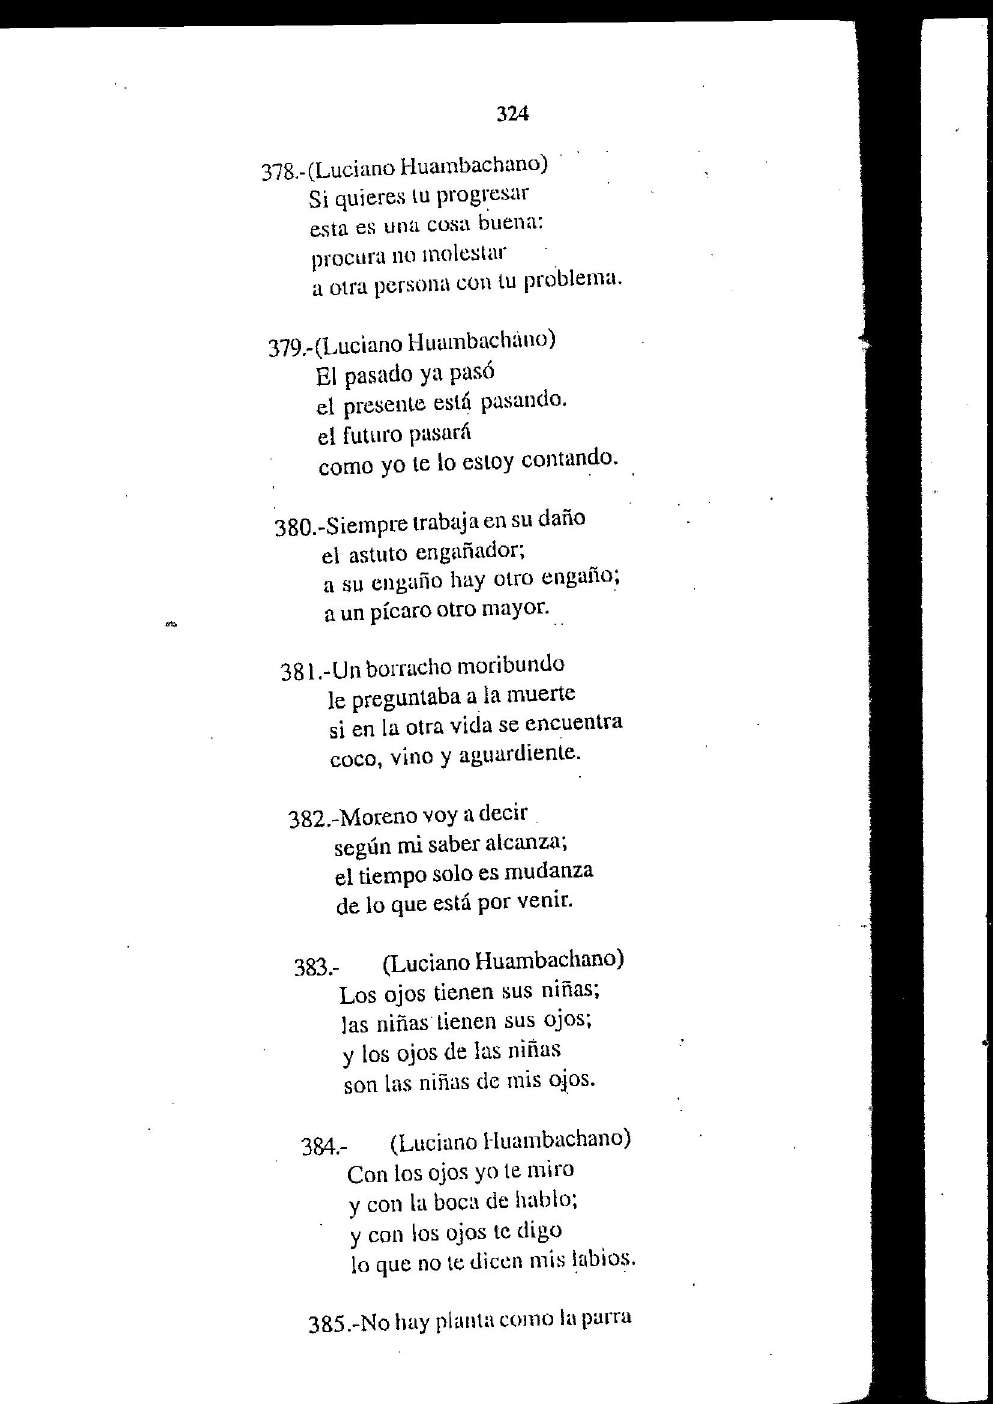 324
378.-(Luciano Huambachano)
Si quieres tu progresar
esta es una cosa buena:
procura no molestar
a otra persona con tu problema.
379.-(Luciano Huambachano)
El pasado ya pasó
el presente está pasando.
el futuro pasará
como yo te lo estoy contando.
380.-Siempre trabaja en su daño
el astuto engañador;
a su engaño hay otro engaño;
a un pícaro otro mayor.
381.-Un borracho moribundo
le preguntaba a la muerte
si en la otra vida se encuentra
coco, vino y aguardiente.
382.-Moreno voy a decir
según mi saber alcanza;
el tiempo solo es mudanza
de lo que está por venir.
383.- (Luciano Huambachano)
Los ojos tienen sus niñas;
las niñas tienen sus ojos;
y los ojos de las niñas
son las niñas de mis ojos.
384.- (Luciano Huambachano)
Con los ojos yo te miro
y con la boca de hablo;
y con los ojos te digo
lo que no te dicen mis labios.
385.-No hay planta como la parra